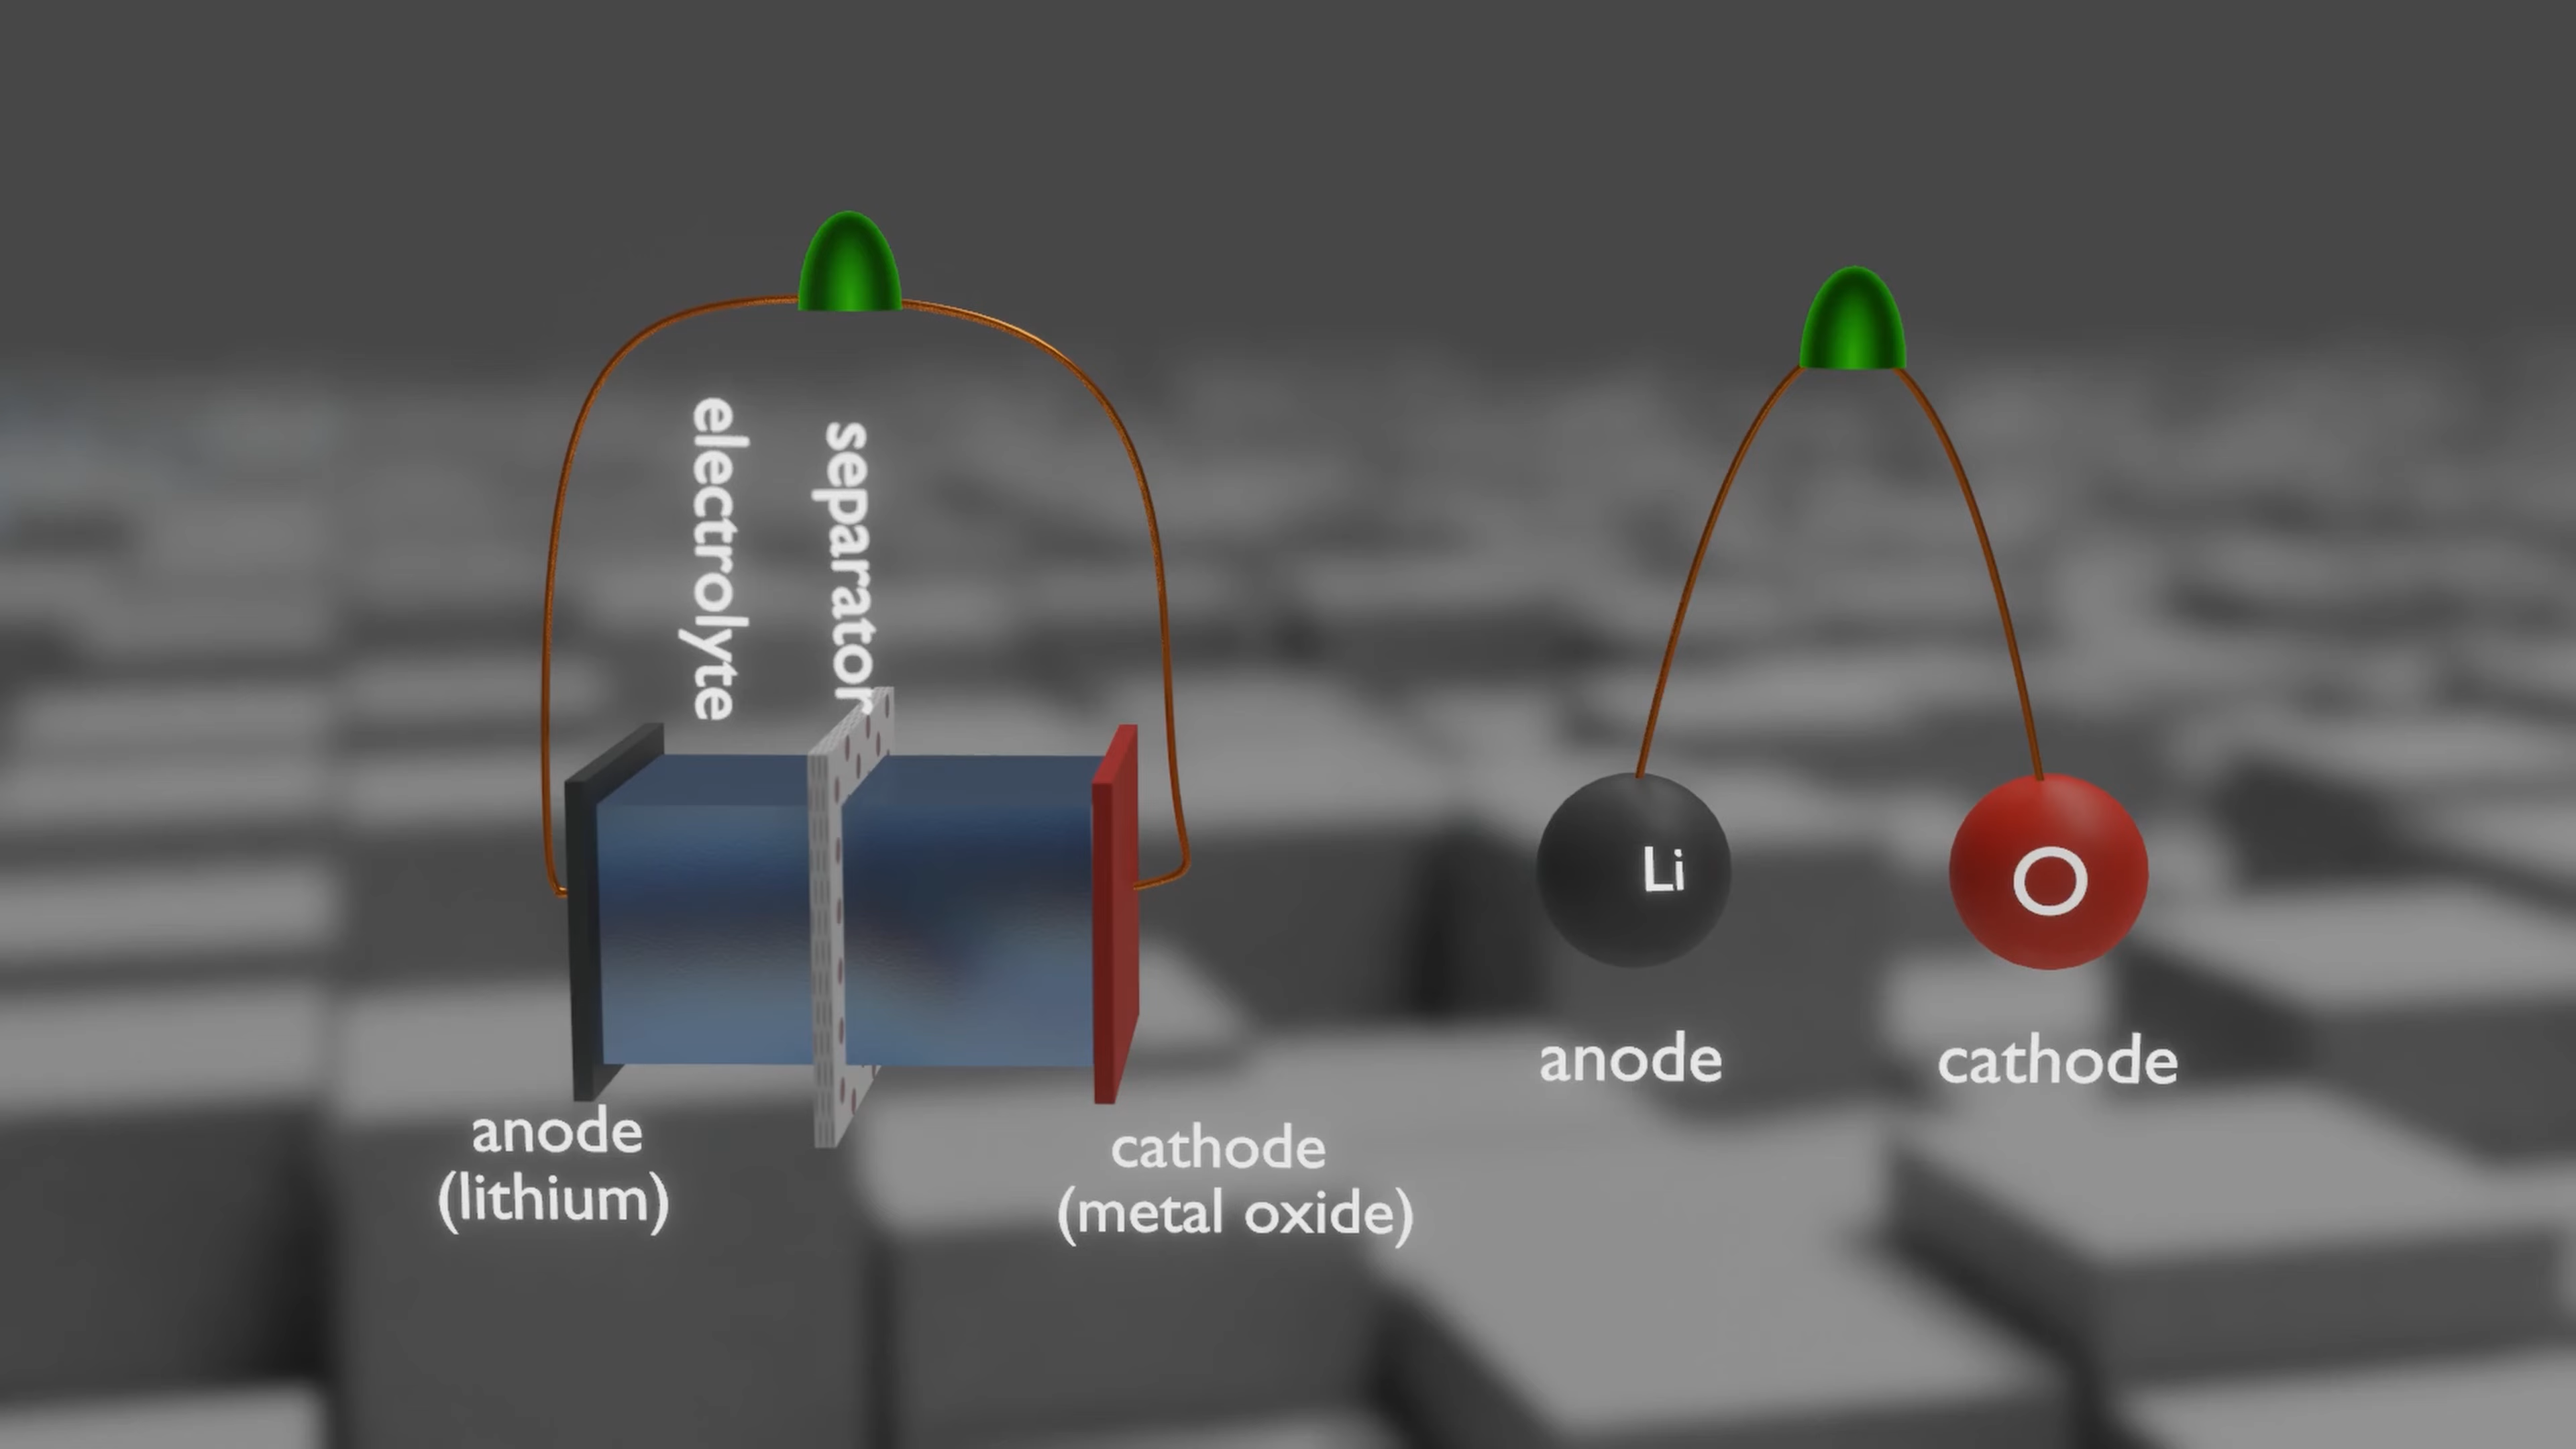 electrolyte
separator
anode
(lithium)
cathode
(metal oxide)
Li
O
anode
cathode